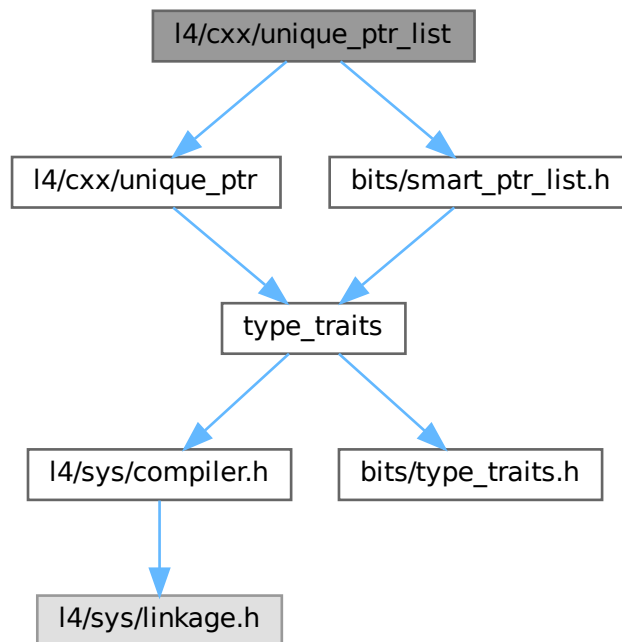 l4/cxx/unique_ptr_list
l4/cxx/unique_ptr
bits/smart_ptr_list.h
type_traits
l4/sys/compiler.h
bits/type_traits.h
l4/sys/linkage.h